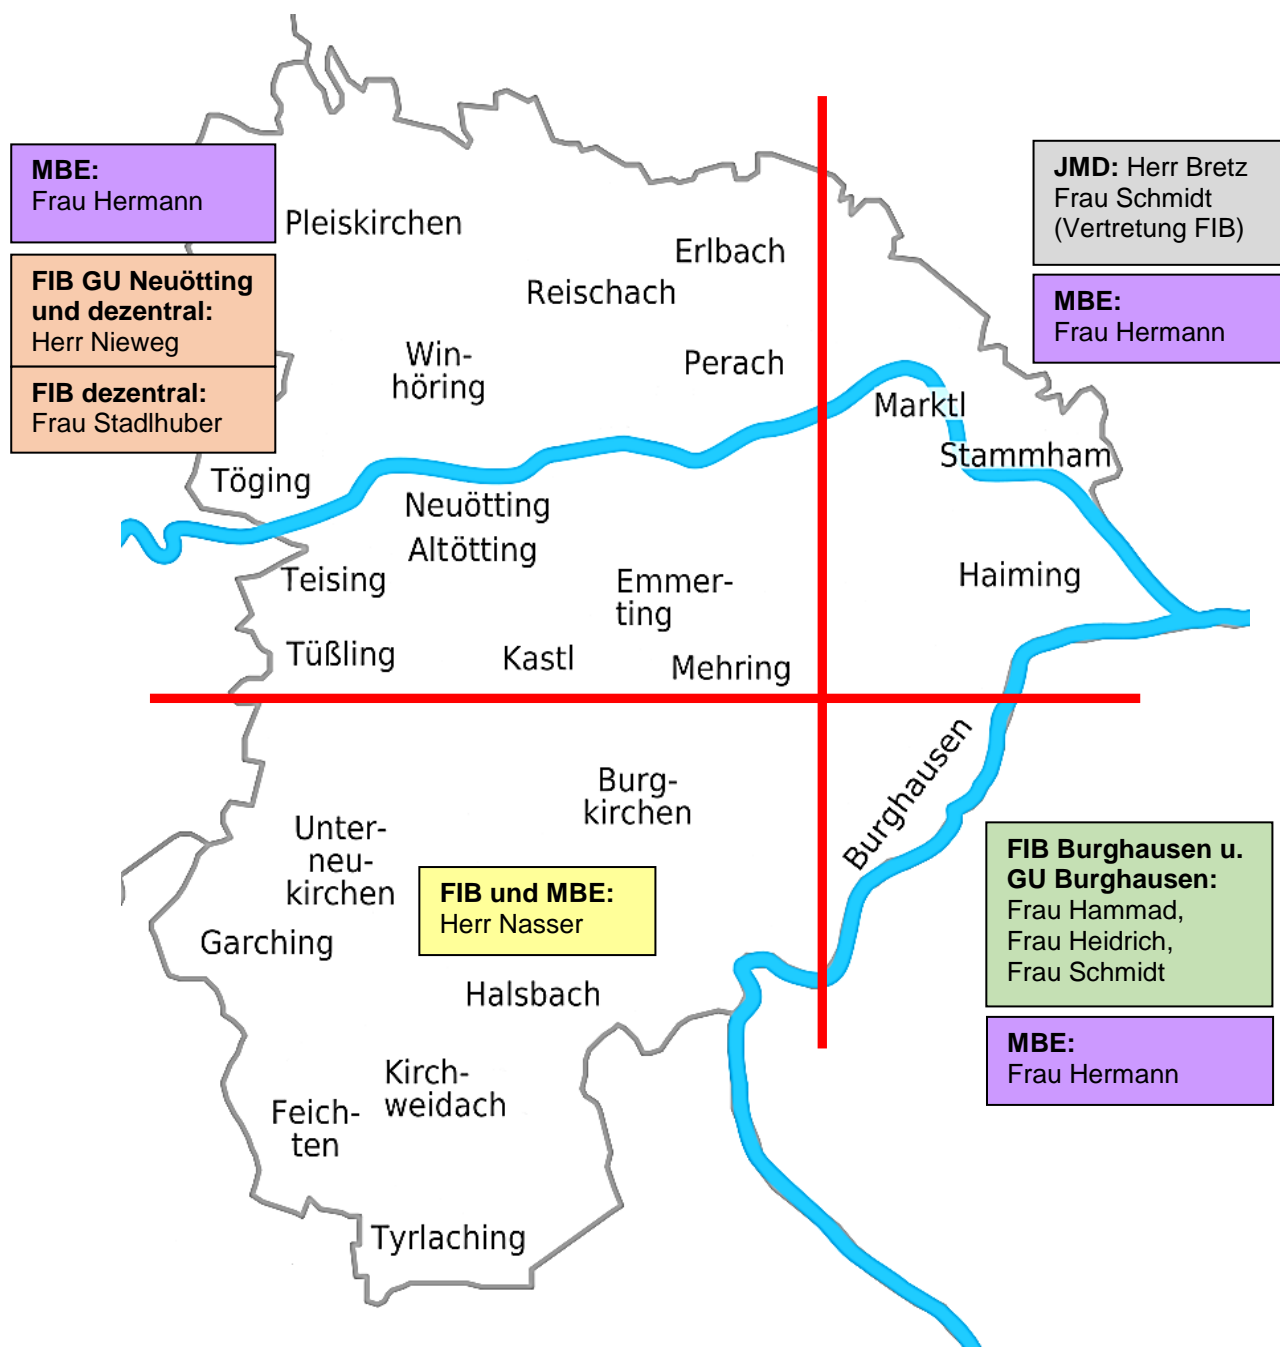 MBE:
Frau Hermann
FIB GU Neuötting
und dezentral:
Herr Nieweg
FIB dezentral:
Frau Stadlhuber
JMD: Herr Bretz
Frau Schmidt
(Vertretung FIB)
MBE:
Frau Hermann
Pleiskirchen
Erlbach
Reischach
Win-
höring
Perach
Marktl
Stammham
Töging
Neuötting
Altötting
Teising
Emmer-
ting
Haiming
Tüßling
Kastl
Mehring
Burghausen
Burg-
kirchen
Unter-
neu-
kirchen
FIB und MBE:
Herr Nasser
Garching
Halsbach
Kirch-
weidach
Feich-
ten
Tyrlaching
FIB Burghausen u.
GU Burghausen:
Frau Hammad,
Frau Heidrich,
Frau Schmidt
MBE:
Frau Hermann